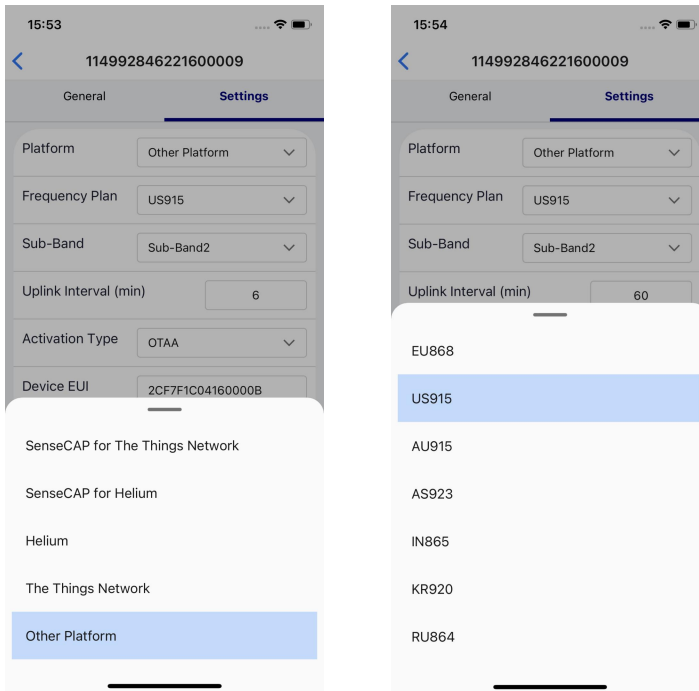 15:53
114992846221600009
General Settings
Platform Other Platform
Frequency Plan US915
Sub-Band Sub-Band2
Uplink Interval (min) 6
Activation Type OTAA
Device EUI 2CF7F1C04160000B
SenseCAP for The Things Network
SenseCAP for Helium
Helium
The Things Network
Other Platform
15:54
114992846221600009
General Settings
Platform Other Platform
Frequency Plan US915
Sub-Band Sub-Band2
Uplink Interval (min) 60
EU868
US915
AU915
AS923
IN865
KR920
RU864